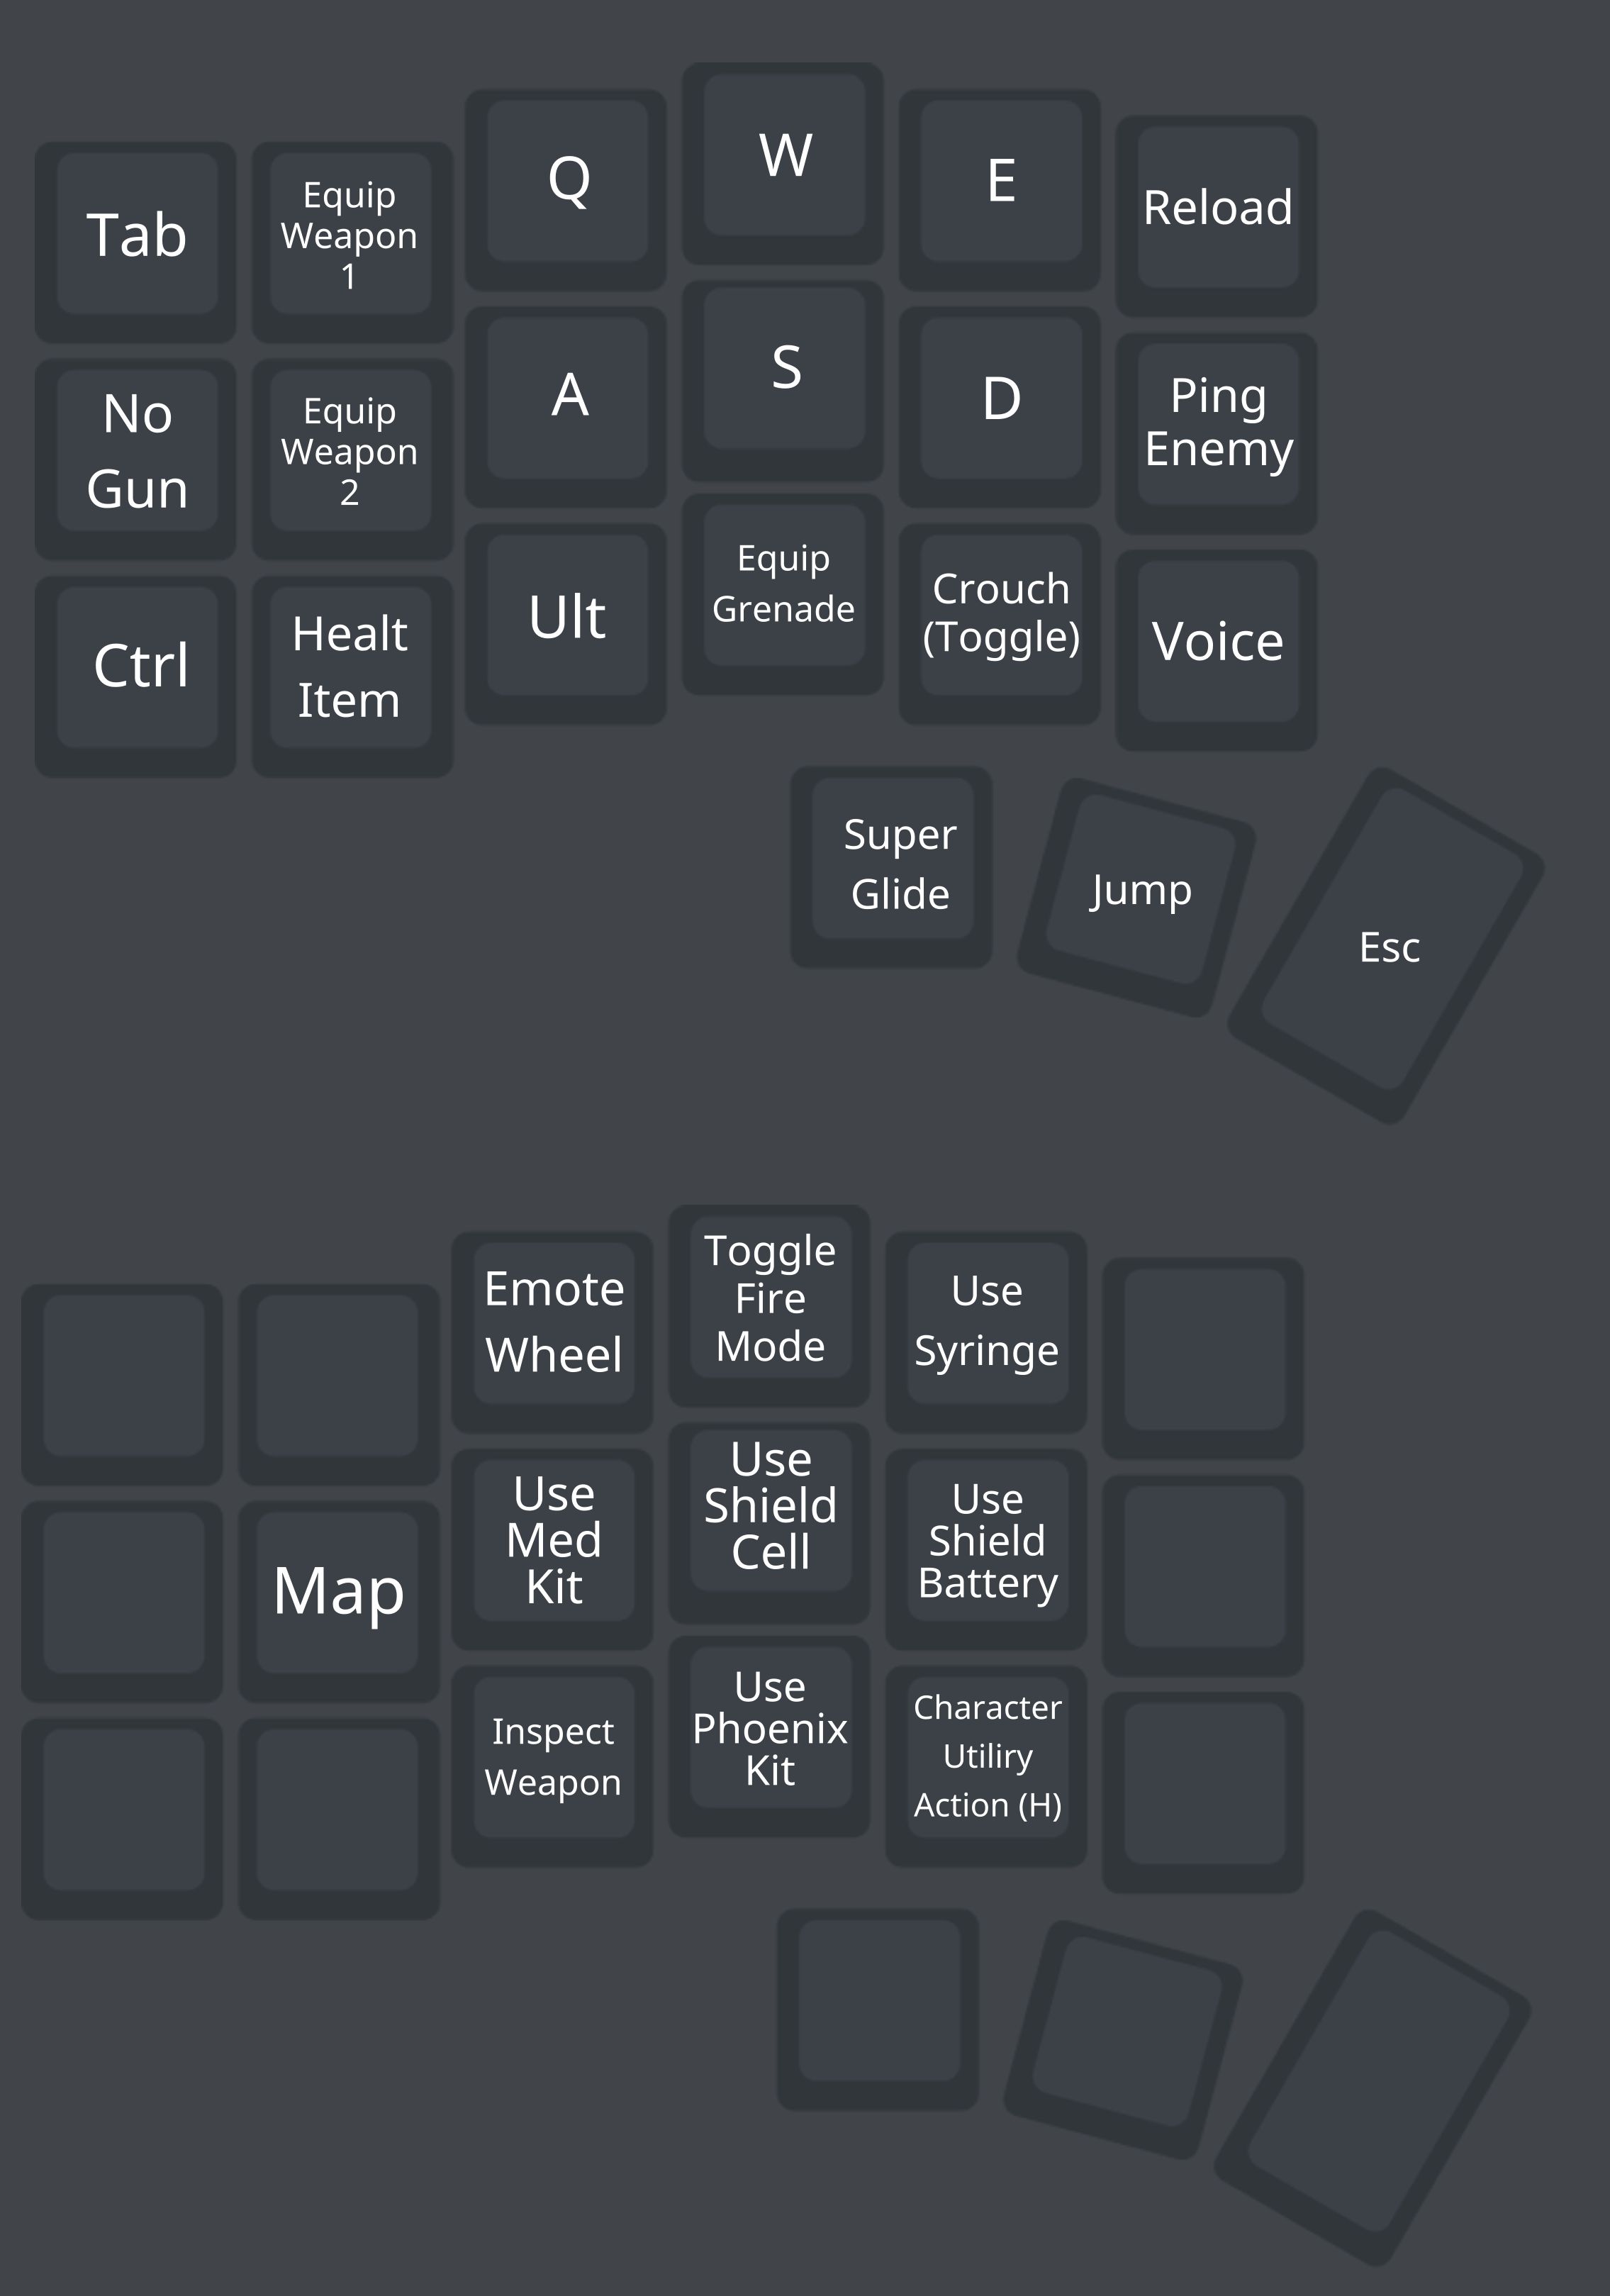 Tab
Equip
Weapon
1
Q
W
E
Reload
No
Gun
Equip
Weapon
2
A
S
D
Ping
Enemy
Ctrl
Healt
Item
Ult
Equip
Grenade
Crouch
(Toggle)
Voice
Super
Glide
Jump
Esc
Emote
Wheel
Toggle
Fire
Mode
Use
Syringe
Map
Use
Med
Kit
Use
Shield
Cell
Use
Shield
Battery
Inspect
Weapon
Use
Phoenix
Kit
Character
Utiliry
Action (H)